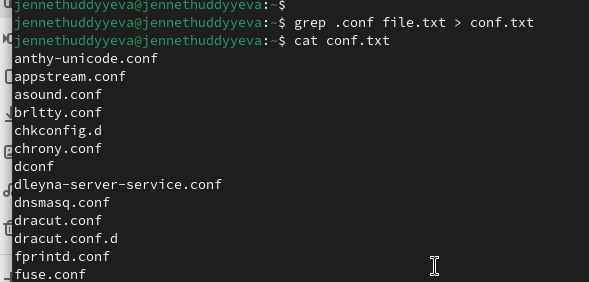 jennethuddyyeva@jennethuddyyeva:~$
jennethuddyyeva@jennethuddyyeva:~$ grep .conf file.txt > conf.txt
jennethuddyyeva@jennethuddyyeva:~$ cat conf.txt
anthy-unicode.conf
appstream.conf
asound.conf
brltty.conf
chkconfig.d
chrony.conf
dconf
dleyna-server-service.conf
dnsmasq.conf
dracut.conf
dracut.conf.d
fprintd.conf
fuse.conf